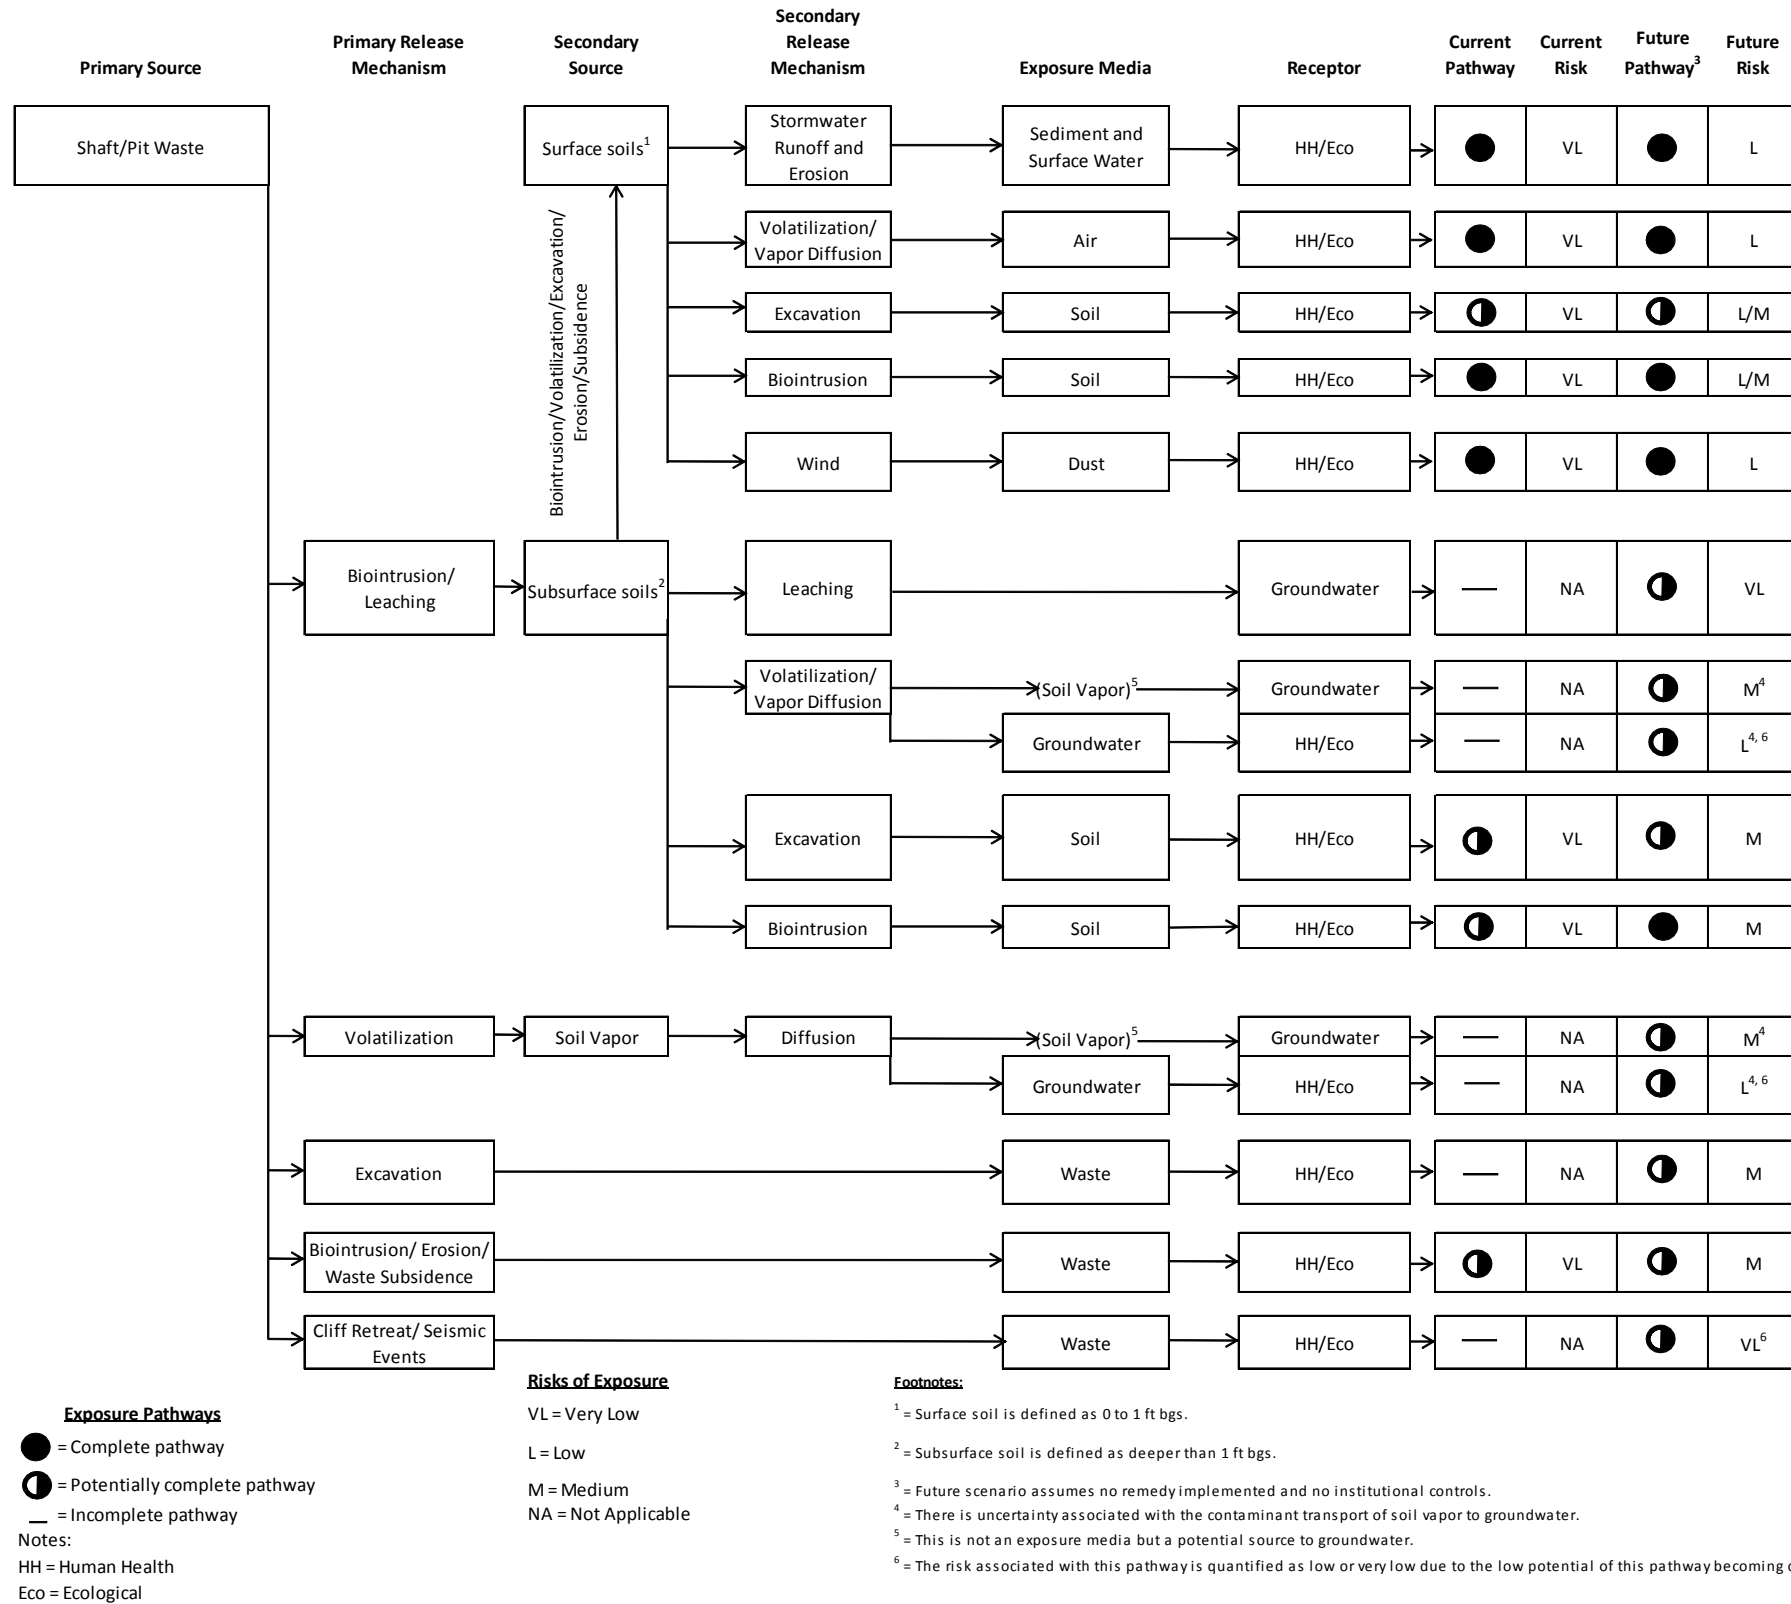 Primary Source
Primary Release
Mechanism
Secondary
Source
Secondary
Release
Mechanism
Exposure Media
Receptor
Current
Pathway
Current
Risk
Future
Pathway3
Future
Risk
Shaft/Pit Waste
Surface soils1
Stormwater
Runoff and
Erosion
Sediment and
Surface Water
HH/Eco
VL
L
Volatilization/
Vapor Diffusion
Air
HH/Eco
VL
L
Excavation
Soil
HH/Eco
VL
L/M
Biointrusion
Soil
HH/Eco
VL
L/M
Wind
Dust
HH/Eco
VL
L
Biointrusion/Volatilization/Excavation/
Erosion/Subsidence
Biointrusion/
Leaching
Subsurface soils2
Leaching
Groundwater
NA
VL
Volatilization/
Vapor Diffusion
(Soil Vapor)5
Groundwater
NA
M4
Groundwater
HH/Eco
NA
L4, 6
Excavation
Soil
HH/Eco
VL
M
Biointrusion
Soil
HH/Eco
VL
M
Volatilization
Soil Vapor
Diffusion
(Soil Vapor)5
Groundwater
NA
M4
Groundwater
HH/Eco
NA
L4, 6
Excavation
Waste
HH/Eco
NA
M
Biointrusion/ Erosion/
Waste Subsidence
Waste
HH/Eco
VL
M
Cliff Retreat/ Seismic
Events
Waste
HH/Eco
NA
VL6
Exposure Pathways
= Complete pathway
= Potentially complete pathway
= Incomplete pathway
Notes:
HH = Human Health
Eco = Ecological
Risks of Exposure
VL = Very Low
L = Low
M = Medium
NA = Not Applicable
Footnotes:
1 = Surface soil is defined as 0 to 1 ft bgs.
2 = Subsurface soil is defined as deeper than 1 ft bgs.
3 = Future scenario assumes no remedy implemented and no institutional controls.
4 = There is uncertainty associated with the contaminant transport of soil vapor to groundwater.
5 = This is not an exposure media but a potential source to groundwater.
6 = The risk associated with this pathway is quantified as low or very low due to the low potential of this pathway becoming